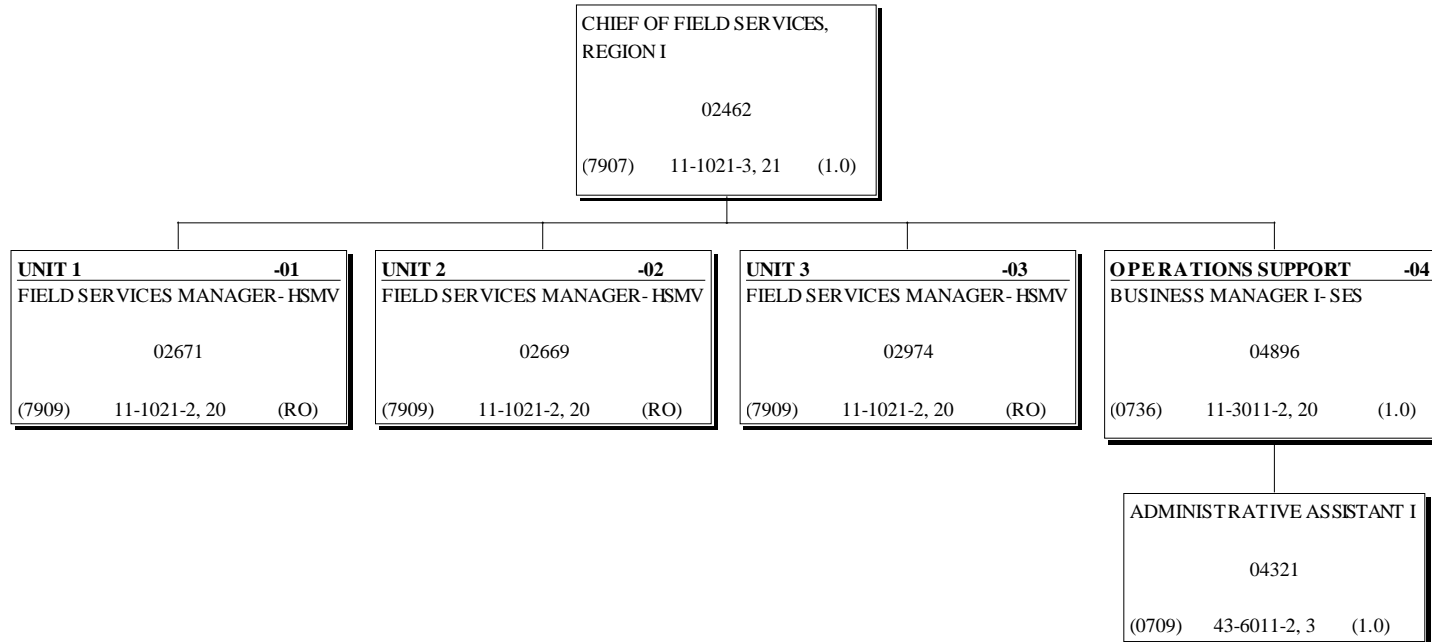 CHIEF OF FIELD SERVICES,
REGION I
02462
(7907) 11-1021-3, 21 (1.0)
UNIT 1 -01
FIELD SERVICES MANAGER- HSMV
02671
(7909) 11-1021-2, 20 (RO)
UNIT 2 -02
FIELD SERVICES MANAGER- HSMV
02669
(7909) 11-1021-2, 20 (RO)
UNIT 3 -03
FIELD SERVICES MANAGER- HSMV
02974
(7909) 11-1021-2, 20 (RO)
OPERATIONS SUPPORT -04
BUSINESS MANAGER I- SES
04896
(0736) 11-3011-2, 20 (1.0)
ADMINISTRATIVE ASSISTANT I
04321
(0709) 43-6011-2, 3 (1.0)